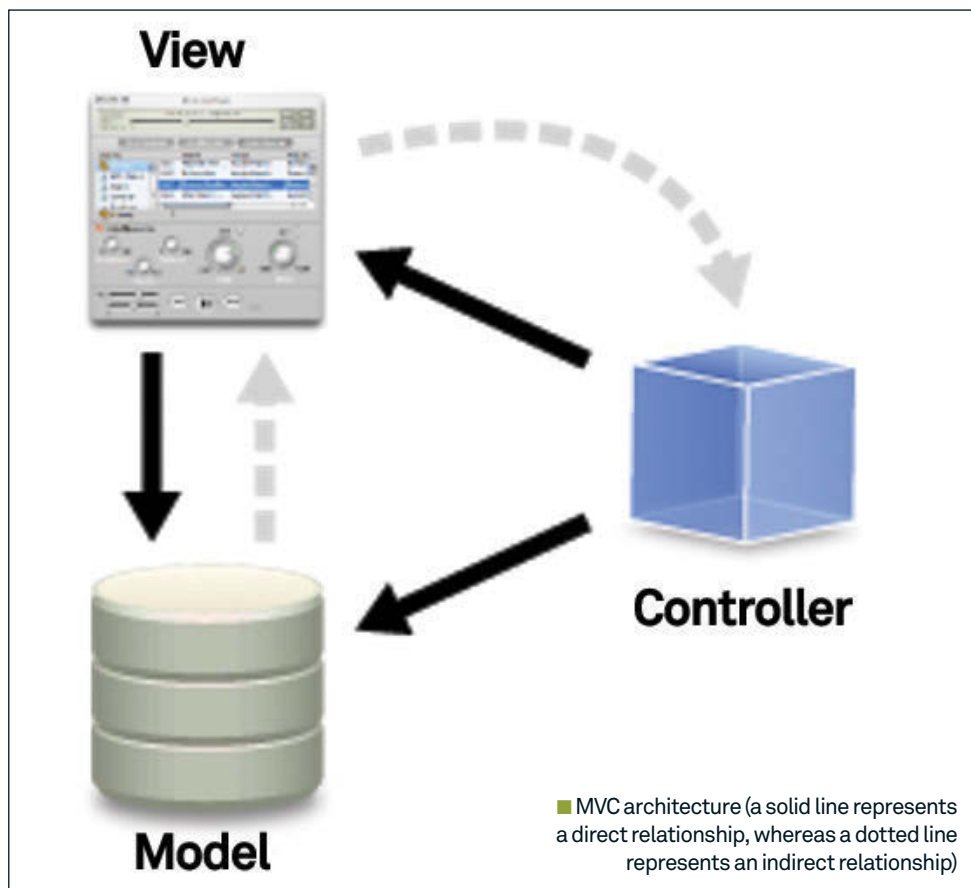 View
Controller
Model
MVC architecture (a solid line represents
a direct relationship, whereas a dotted line
represents an indirect relationship)